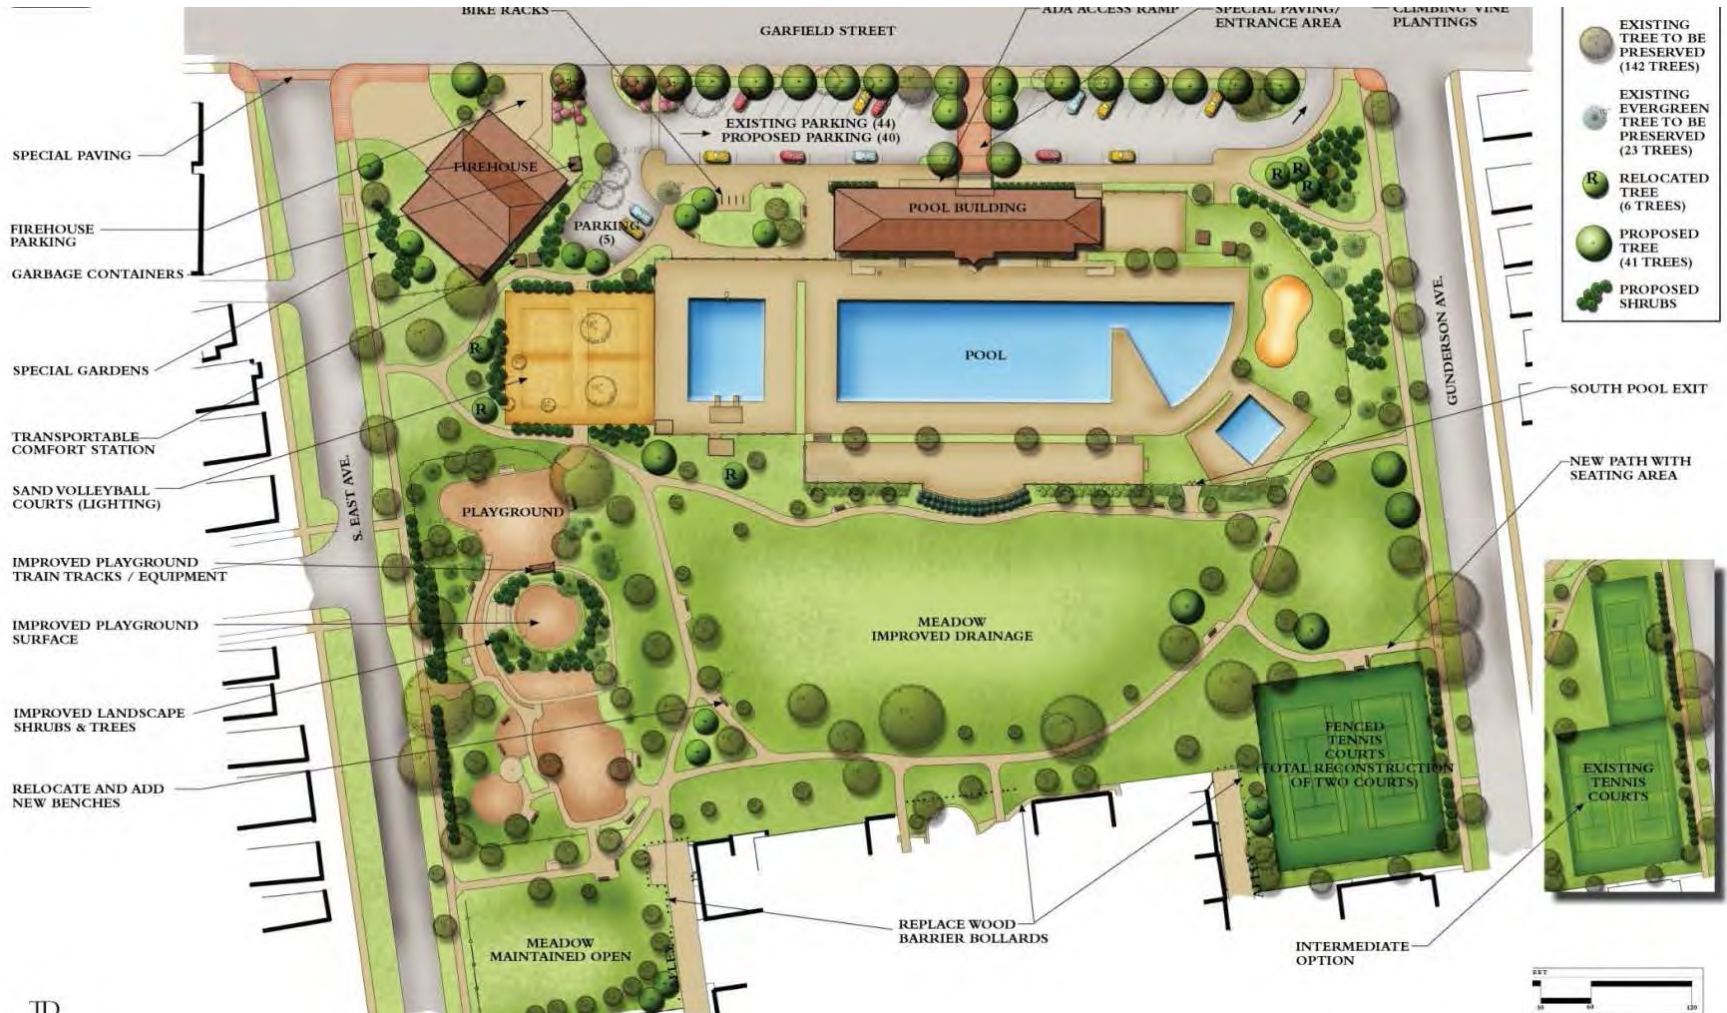 BIKE RACKS
GARFIELD STREET
ADA ACCESS RAMP
SPECIAL PAVING/
ENTRANCE AREA
CLIMBING VINE
PLANTINGS
EXISTING
TREE TO BE
PRESERVED
(142 TREES)
EXISTING
EVERGREEN
TREE TO BE
PRESERVED
(23 TREES)
R
RELOCATED
TREE
(6 TREES)
PROPOSED
TREE
(41 TREES)
PROPOSED
SHRUBS
EXISTING PARKING (44)
PROPOSED PARKING (40)
SPECIAL PAVING
FIREHOUSE
R
R
R
POOL BUILDING
FIREHOUSE
PARKING
PARKING
(5)
GARBAGE CONTAINERS
GUNDERSON AVE.
R
POOL
SPECIAL GARDENS
SOUTH POOL EXIT
R
TRANSPORTABLE
COMFORT STATION
R
NEW PATH WITH
SEATING AREA
SAND VOLLEYBALL
COURTS (LIGHTING)
S. EAST AVE.
PLAYGROUND
IMPROVED PLAYGROUND
TRAIN TRACKS / EQUIPMENT
IMPROVED PLAYGROUND
SURFACE
MEADOW
IMPROVED DRAINAGE
IMPROVED LANDSCAPE
SHRUBS & TREES
FENCED
TENNIS
COURTS
(TOTAL RECONSTRUCTION
OF TWO COURTS)
EXISTING
TENNIS
COURTS
RELOCATE AND ADD
NEW BENCHES
REPLACE WOOD
BARRIER BOLLARDS
MEADOW
MAINTAINED OPEN
INTERMEDIATE
OPTION